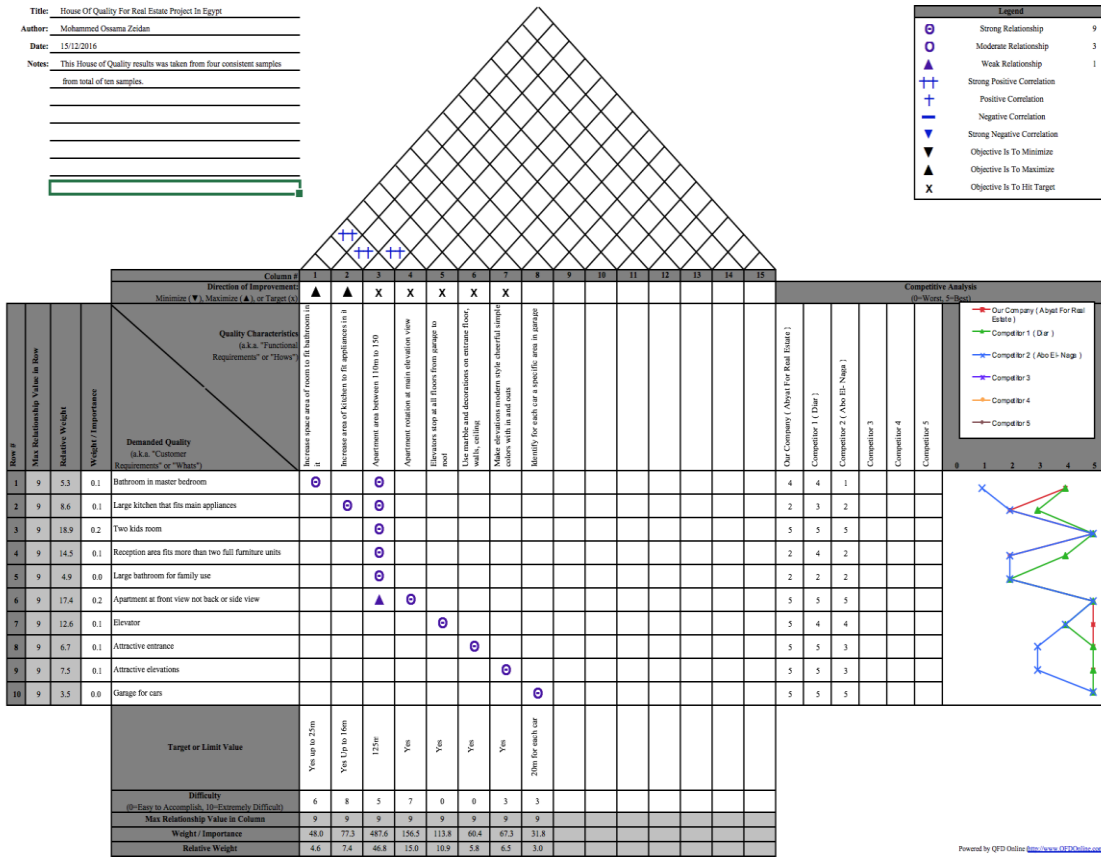 Title: House Of Quality For Real Estate Project In Egypt
Author: Mohammed Ossama Zeidan
Date: 15/12/2016
Notes: This House of Quality results was taken from four consistent samples
from total of ten samples.
Legend
Strong Relationship 9
Moderate Relationship 3
Weak Relationship 1
Strong Positive Correlation
Positive Correlation
Negative Correlation
Strong Negative Correlation
Objective Is To Minimize
Objective Is To Maximize
X Objective Is To Hit Target
Column # 1 2 3 4 5 6 7 8 9 10 11 12 13 14 15
Direction of Improvement:
Minimize (▼), Maximize (▲), or Target (x)
▲ ▲ X X X X X
Competitive Analysis
(0=Worst, 5=Best)
Row #
Max Relationship Value in Row
Relative Weight
Weight / Importance
Quality Characteristics
(a.k.a. "Functional
Requirements" or "Hows")
Demanded Quality
(a.k.a. "Customer
Requirements" or "Whats")
Increase space area of room to fit bathroom in
it
Increase area of kitchen to fit appliances in it
Apartment area between 110m to 150
Apartment rotation at main elevation view
Elevators stop at all floors from garage to
rod
Use marble and decorations on entrane floor,
walls, ceiling
Make elevations modern style cheerful simple
colors with in and outs
Identify for each car a specific area in garage
Our Company ( Abyat For Real Estate )
Competitor 1 ( Diar )
Competitor 2 ( Abo El- Naga )
Competitor 3
Competitor 4
Competitor 5
Our Company ( Abyat For Real
Estate )
Competitor 1 ( Diar )
Competitor 2 ( Abo El- Naga )
Competitor 3
Competitor 4
Competitor 5
0 1 2 3 4 5
1 9 5.3 0.1 Bathroom in master bedroom 4 4 1
2 9 8.6 0.1 Large kitchen that fits main appliances 2 3 2
3 9 18.9 0.2 Two kids room 5 5 5
4 9 14.5 0.1 Reception area fits more than two full furniture units 2 4 2
5 9 4.9 0.0 Large bathroom for family use 2 2 2
6 9 17.4 0.2 Apartment at front view not back or side view 5 5 5
7 9 12.6 0.1 Elevator 5 4 4
8 9 6.7 0.1 Attractive entrance 5 5 3
9 9 7.5 0.1 Attractive elevations 5 5 3
10 9 3.5 0.0 Garage for cars 5 5 5
Target or Limit Value
Yes up to 25m
Yes Up to 16m
125m
Yes
Yes
Yes
Yes
20m for each car
Difficulty
(0=Easy to Accomplish, 10=Extremely Difficult)
6 8 5 7 0 0 3 3
Max Relationship Value in Column 9 9 9 9 9 9 9 9
Weight / Importance 48.0 77.3 487.6 156.5 113.8 60.4 67.3 31.8
Relative Weight 4.6 7.4 46.8 15.0 10.9 5.8 6.5 3.0
Powered by QFD Online (http://www.QFDOnline.com